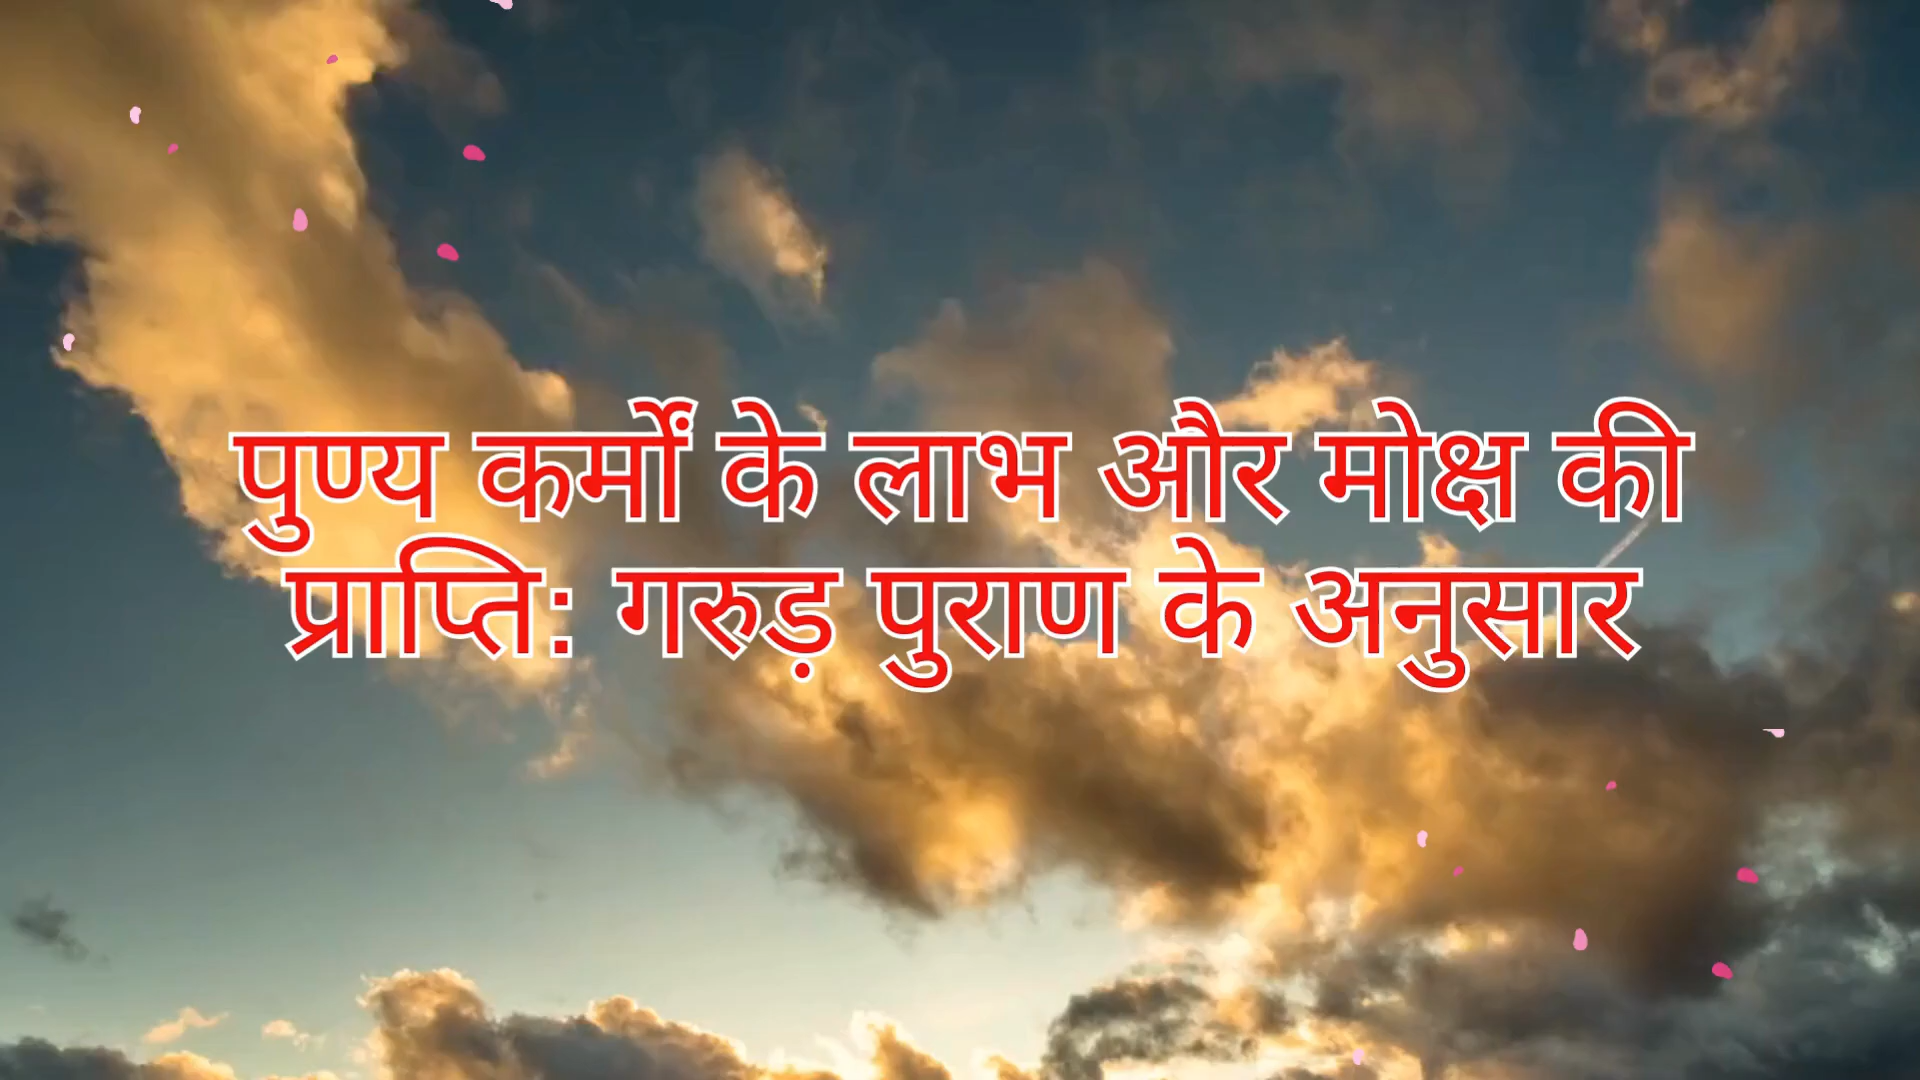 पुण्य कर्मों के लाभ और मोक्ष की
प्राप्ति: गरुड़ पुराण के अनुसार